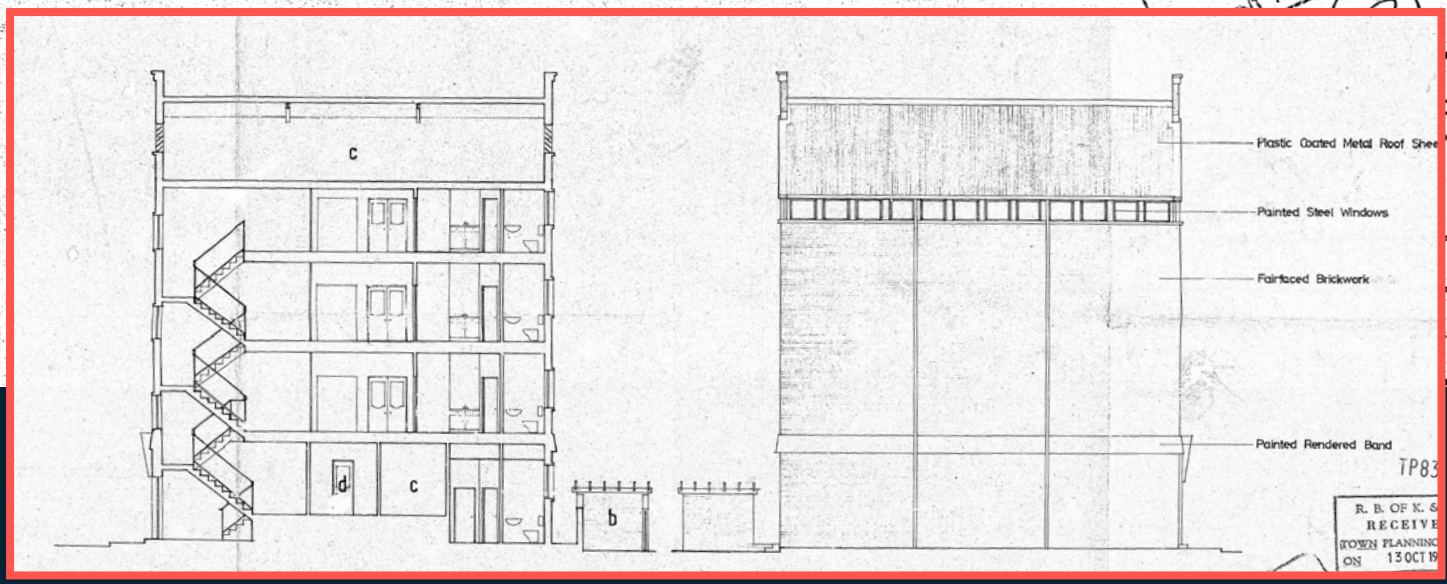 c
Plastic Coated Metal Roof Shee
Painted Steel Windows
Fairfaced Brickwork
d
c
b
Painted Rendered Band
TP83
R. B. OF K. &
RECEIVE
TOWN PLANNING
ON 13 OCT 19